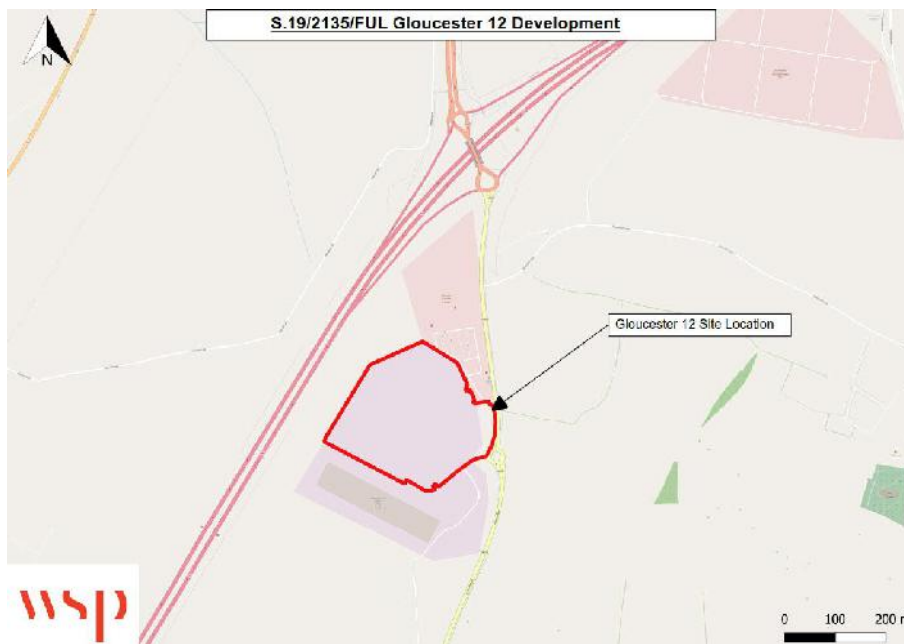 S.19/2135/FUL Gloucester 12 Development
N
Gloucester 12 Site Location
wsp
0 100 200 m